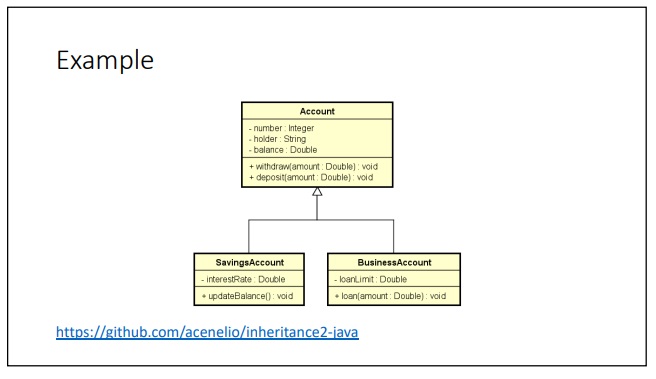 Example
Account
- number : Integer
- holder : String
- balance : Double
+ withdraw(amount : Double) : void
+ deposit(amount : Double) : void
SavingsAccount
- interestRate : Double
+ updateBalance() : void
BusinessAccount
- loanLimit : Double
+ loan(amount : Double) : void
https://github.com/acenelio/inheritance2-java